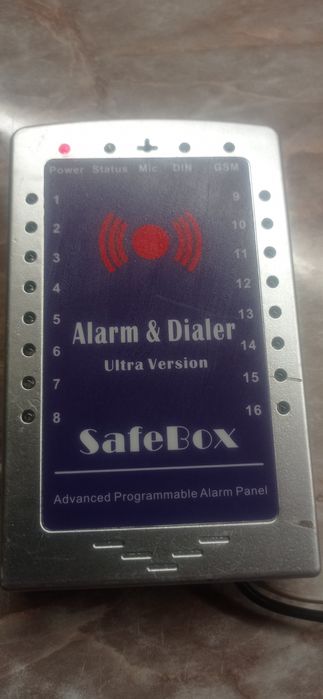 Power Status Mic DIN GSM
1 9
2 10
3 11
4 12
5 13
6 14
7 15
8 16
Alarm & Dialer
Ultra Version
SafeBox
Advanced Programmable Alarm Panel